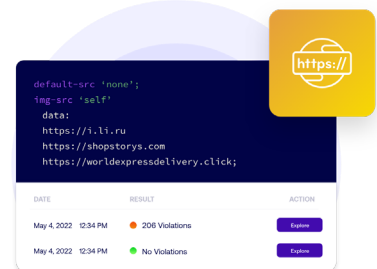 https://
default-src ‘none’;
img-src ‘self’
data:
https://i.li.ru
https://shopstorys.com
https://worldexpressdelivery.click;
DATE RESULT ACTION
May 4, 2022 12:34 PM 206 Violations Explore
May 4, 2022 12:34 PM No Violations Explore